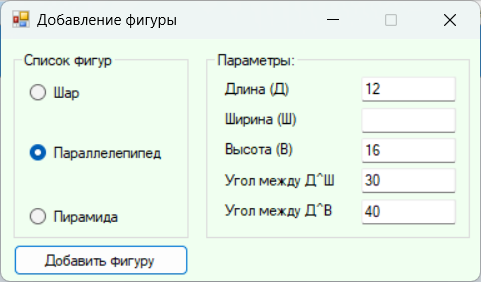 Добавление фигуры
Список фигур
Шар
Параллелепипед
Пирамида
Добавить фигуру
Параметры:
Длина (Д) 12
Ширина (Ш)
Высота (В) 16
Угол между Д^Ш 30
Угол между Д^В 40